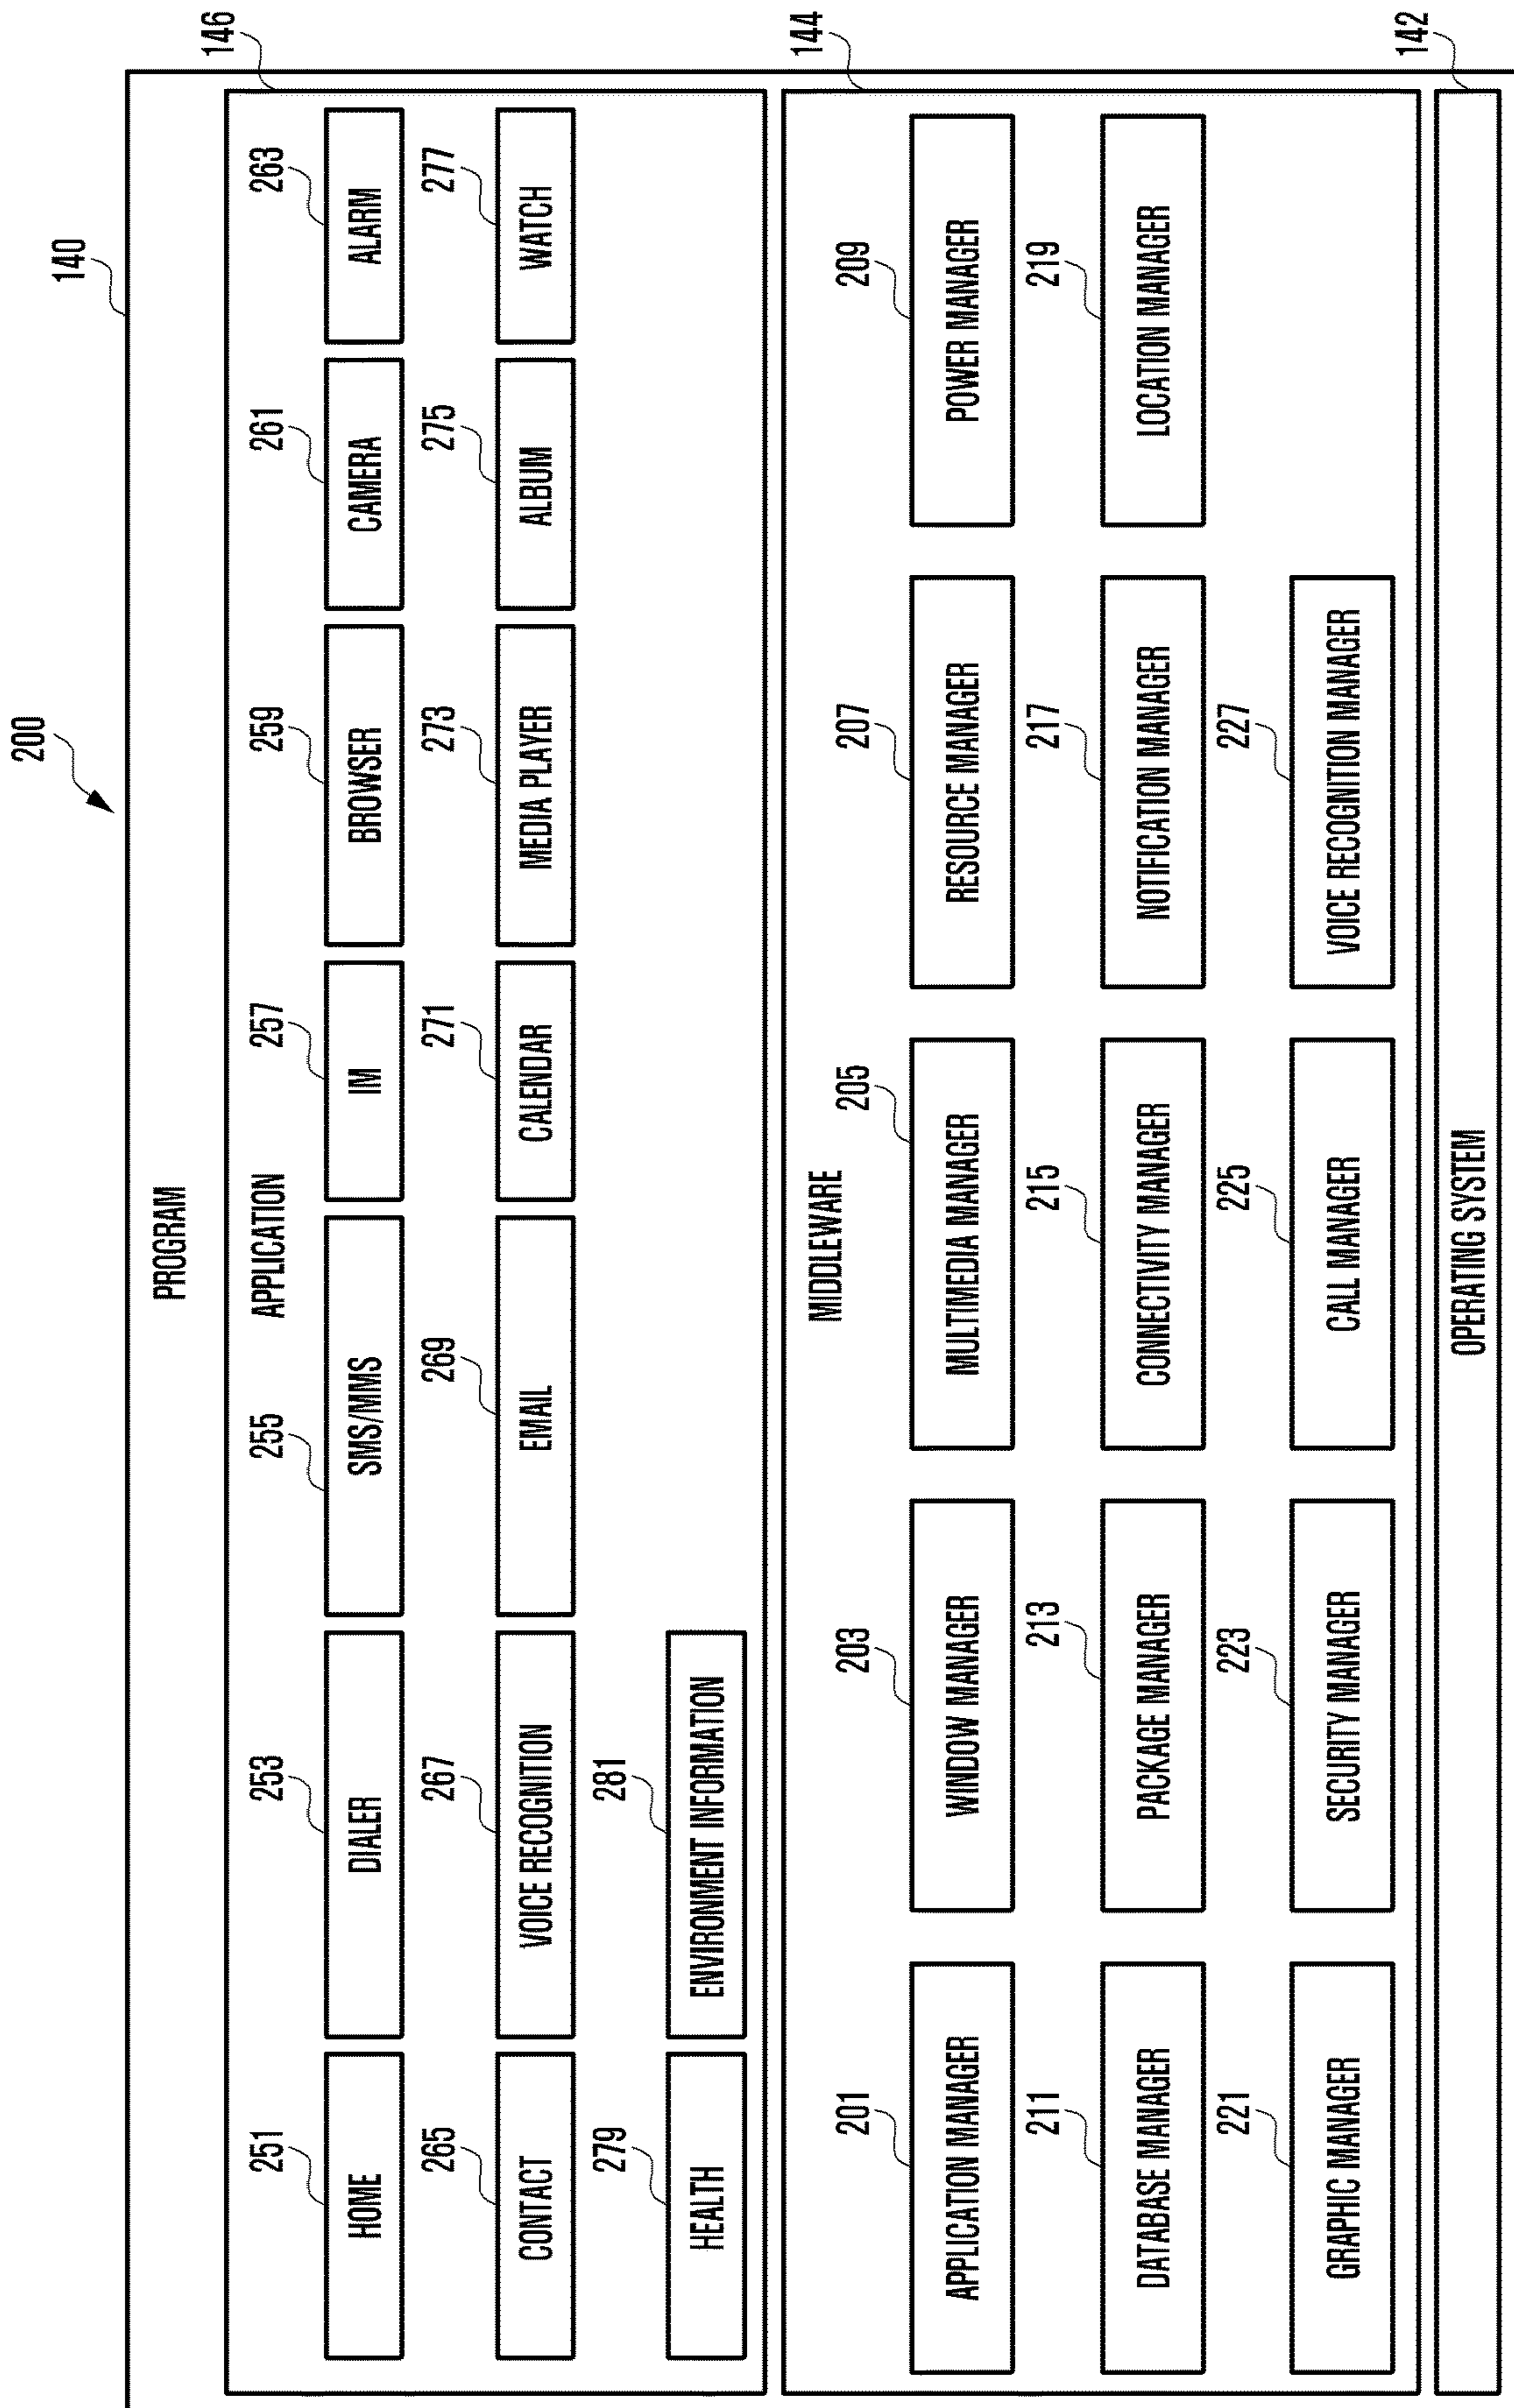 200
140
PROGRAM
146
APPLICATION
251 253 255 257 259 261 263
HOME DIALER SMS/MMS IM BROWSER CAMERA ALARM
265 267 269 271 273 275 277
CONTACT VOICE RECOGNITION EMAIL CALENDAR MEDIA PLAYER ALBUM WATCH
279 281
HEALTH ENVIRONMENT INFORMATION
144
MIDDLEWARE
201 203 205 207 209
APPLICATION MANAGER WINDOW MANAGER MULTIMEDIA MANAGER RESOURCE MANAGER POWER MANAGER
211 213 215 217 219
DATABASE MANAGER PACKAGE MANAGER CONNECTIVITY MANAGER NOTIFICATION MANAGER LOCATION MANAGER
221 223 225 227
GRAPHIC MANAGER SECURITY MANAGER CALL MANAGER VOICE RECOGNITION MANAGER
142
OPERATING SYSTEM